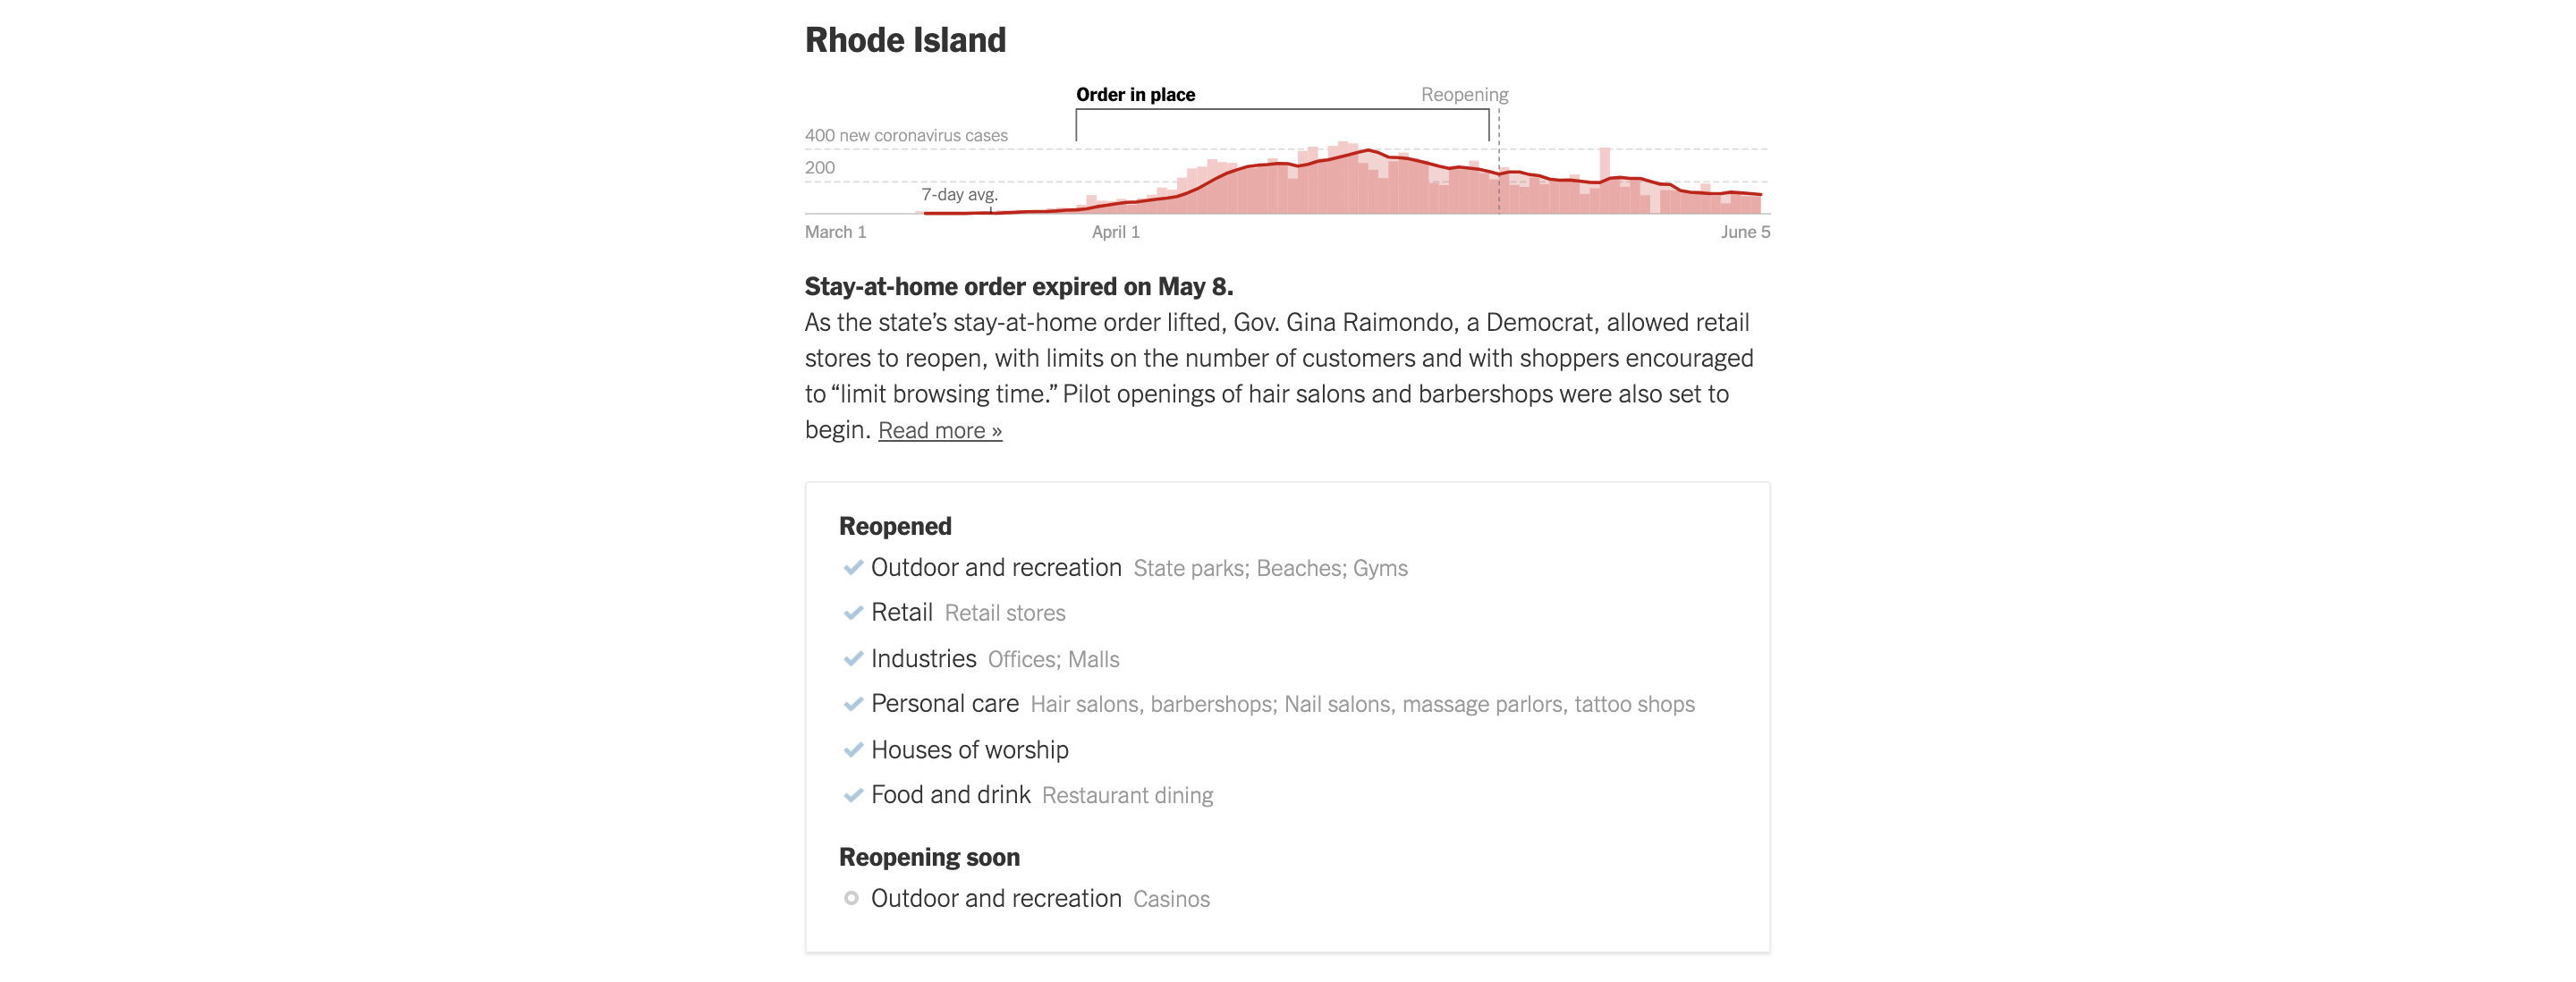 Rhode Island
Order in place
Reopening
400 new coronavirus cases
200
7-day avg.
March 1
April 1
June 5
Stay-at-home order expired on May 8.
As the state’s stay-at-home order lifted, Gov. Gina Raimondo, a Democrat, allowed retail
stores to reopen, with limits on the number of customers and with shoppers encouraged
to “limit browsing time.” Pilot openings of hair salons and barbershops were also set to
begin. Read more »
Reopened
Outdoor and recreation State parks; Beaches; Gyms
Retail Retail stores
Industries Offices; Malls
Personal care Hair salons, barbershops; Nail salons, massage parlors, tattoo shops
Houses of worship
Food and drink Restaurant dining
Reopening soon
Outdoor and recreation Casinos